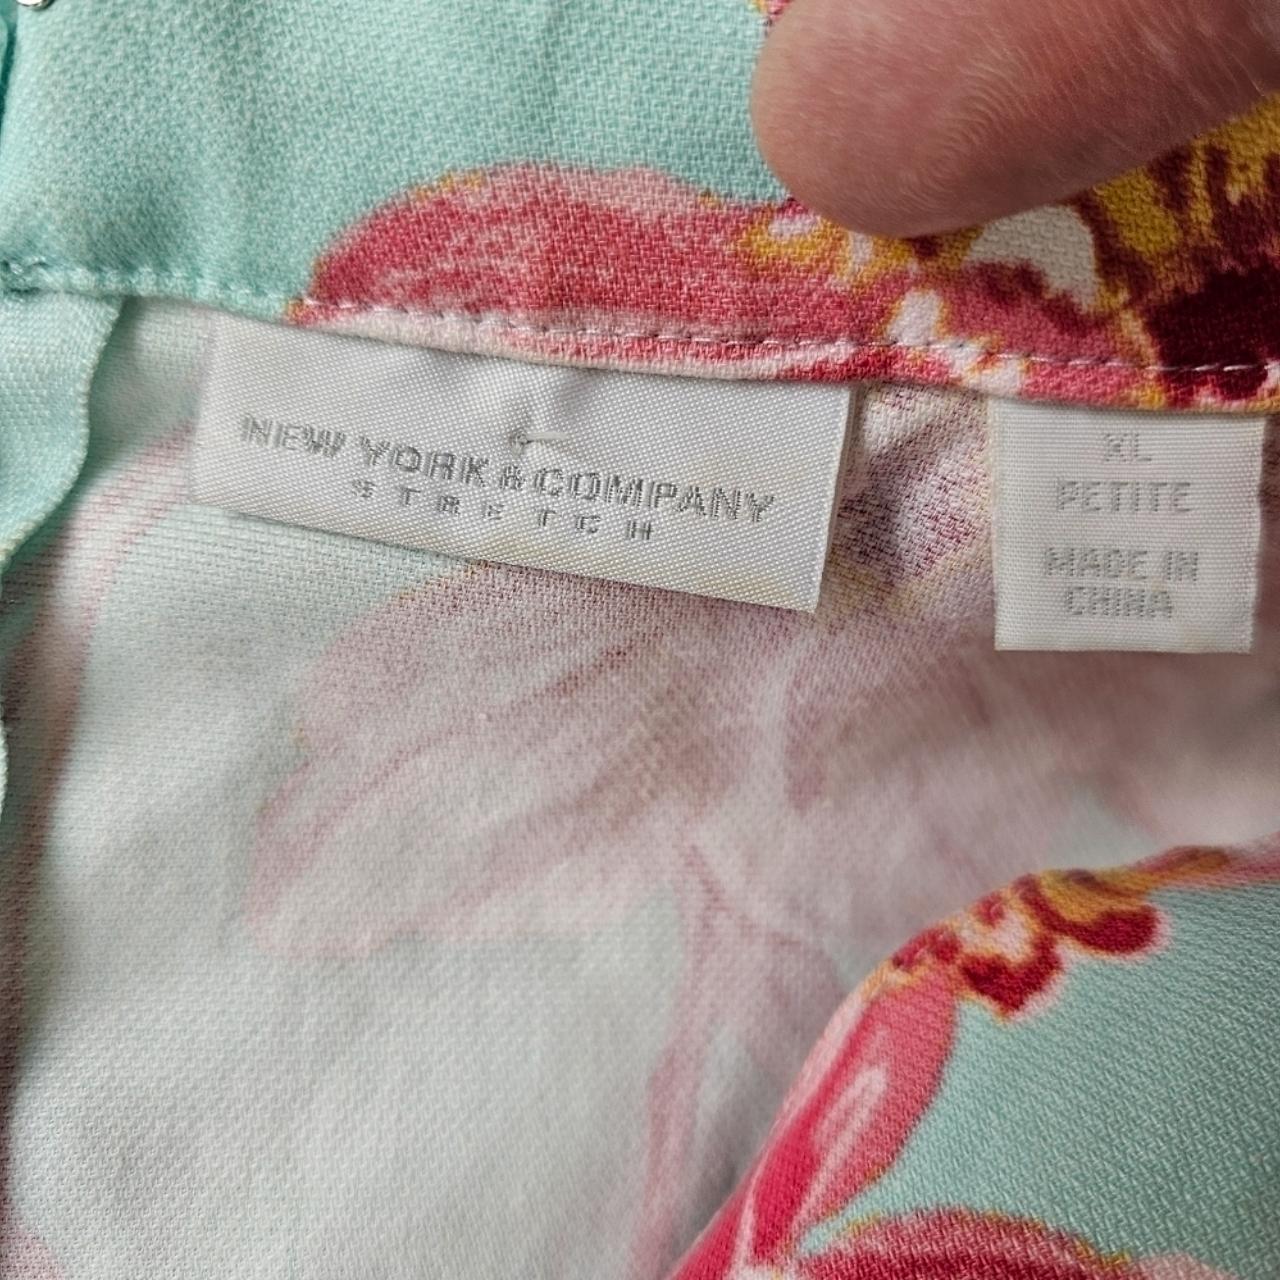 NEW YORK & COMPANY
STRETCH
XL
PETITE
MADE IN
CHINA